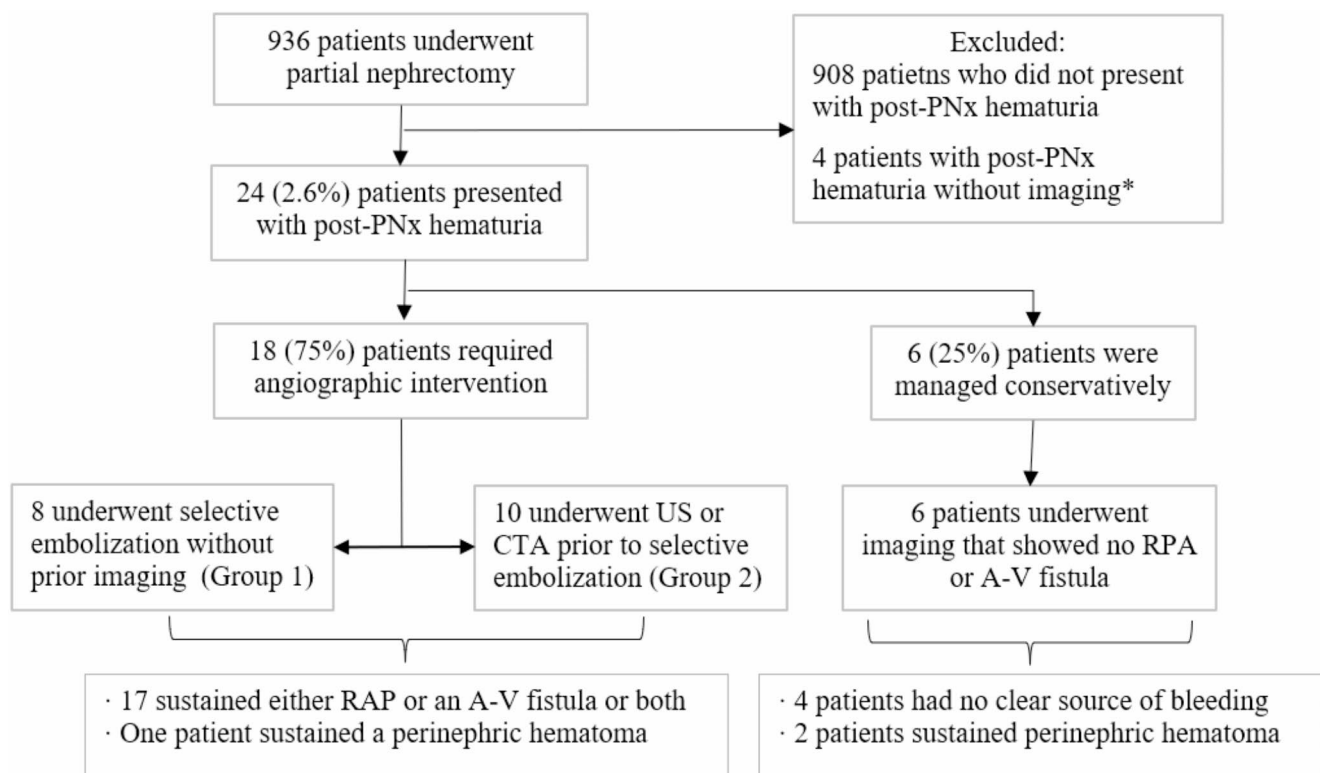 936 patients underwent
partial nephrectomy
Excluded:
908 patietns who did not present
with post-PNx hematuria
4 patients with post-PNx
hematuria without imaging*
24 (2.6%) patients presented
with post-PNx hematuria
18 (75%) patients required
angiographic intervention
6 (25%) patients were
managed conservatively
8 underwent selective
embolization without
prior imaging (Group 1)
10 underwent US or
CTA prior to selective
embolization (Group 2)
6 patients underwent
imaging that showed no RPA
or A-V fistula
· 17 sustained either RAP or an A-V fistula or both
· One patient sustained a perinephric hematoma
· 4 patients had no clear source of bleeding
· 2 patients sustained perinephric hematoma